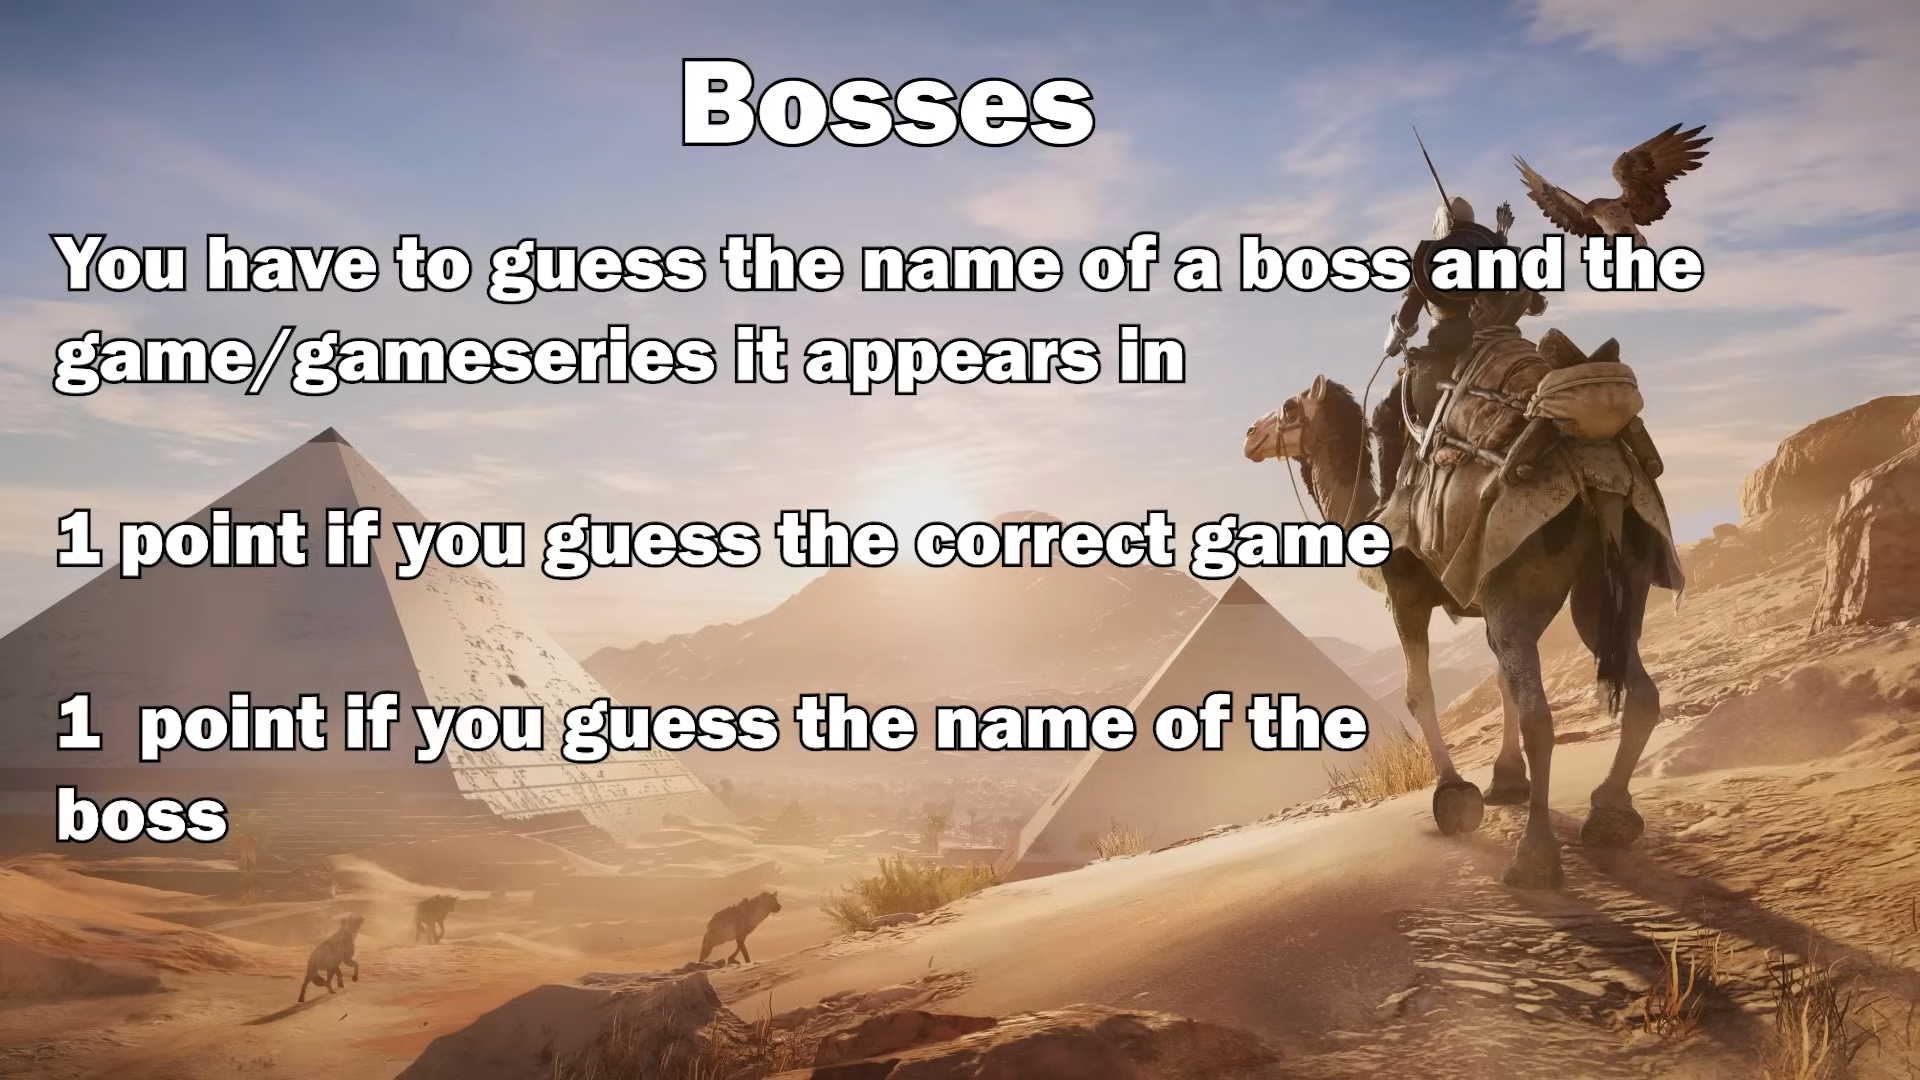 Bosses
You have to guess the name of a boss and the
game/gameseries it appears in
1 point if you guess the correct game
1  point if you guess the name of the
boss